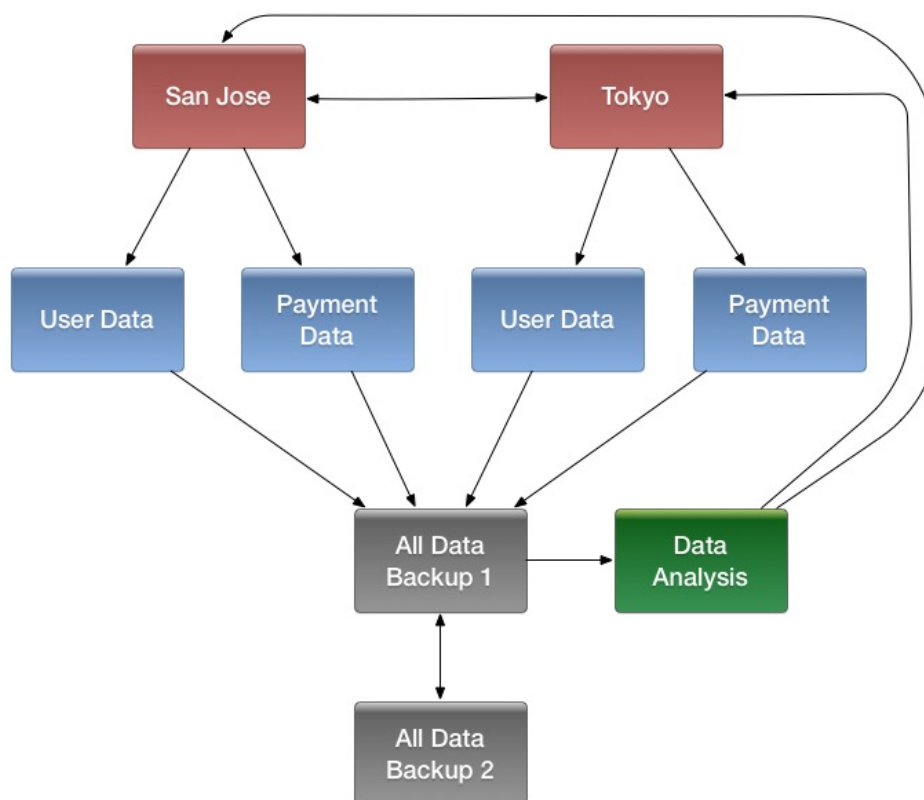 San Jose
Tokyo
User Data
Payment
Data
User Data
Payment
Data
All Data
Backup 1
Data
Analysis
All Data
Backup 2